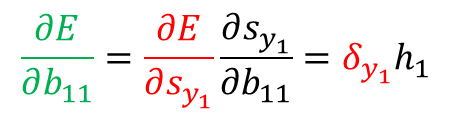 ∂E/∂b₁₁ = ∂E/∂s_{y₁} ∂s_{y₁}/∂b₁₁ = δ_{y₁}h₁